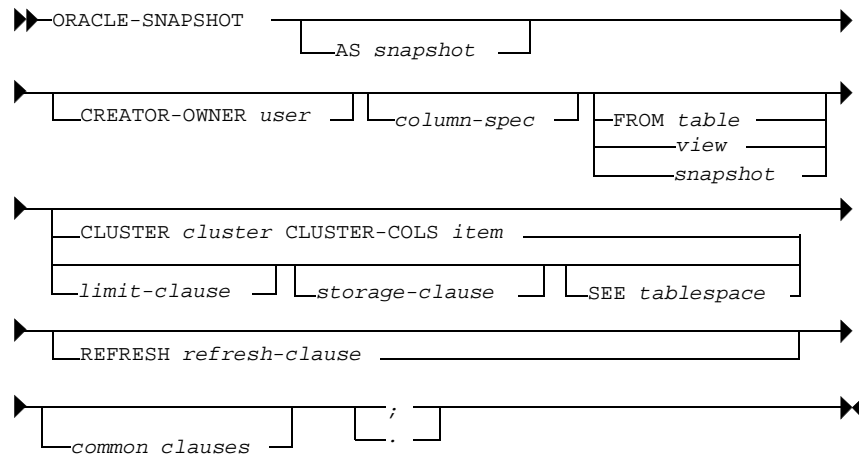 ORACLE-SNAPSHOT
AS snapshot
CREATOR-OWNER user column-spec FROM table
view
snapshot
CLUSTER cluster CLUSTER-COLS item
limit-clause storage-clause SEE tablespace
REFRESH refresh-clause
;
common clauses .